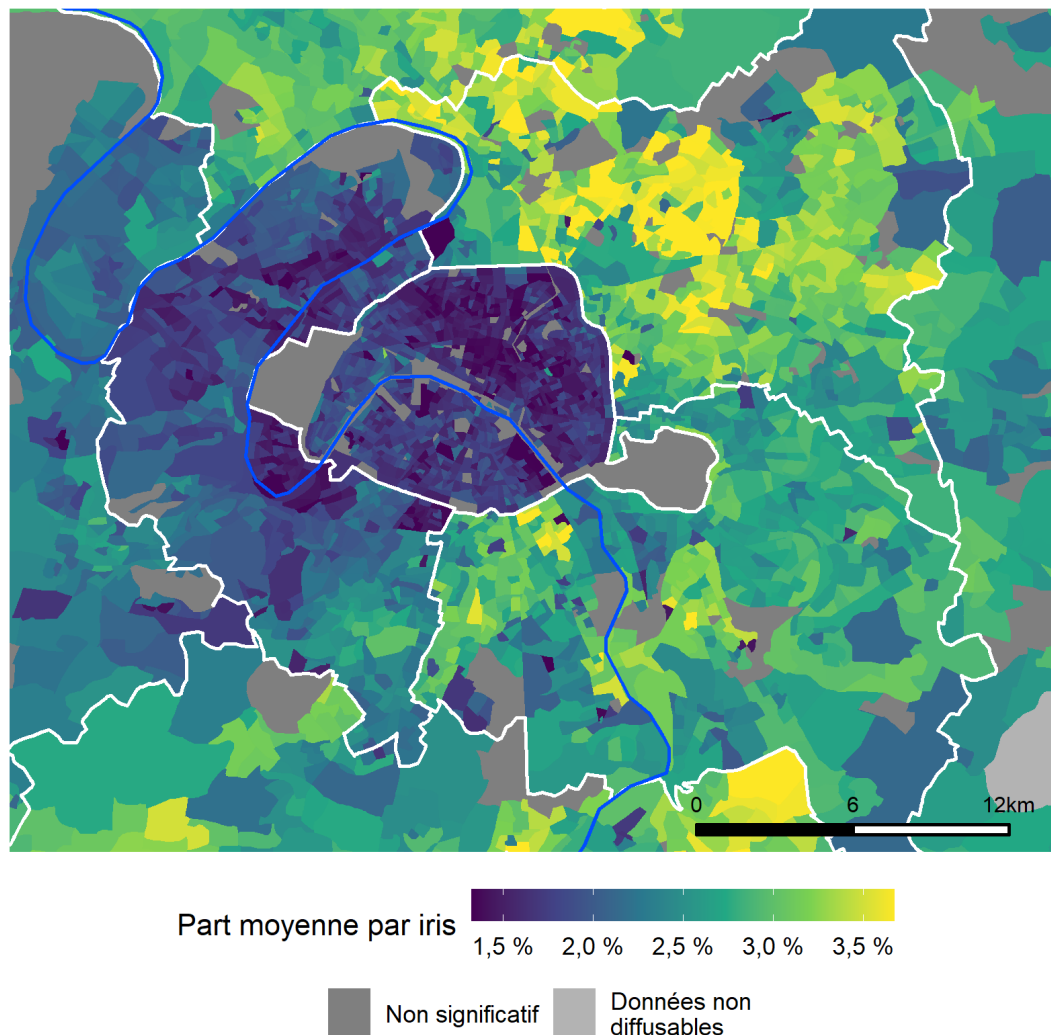 0 6 12km
Part moyenne par iris
1,5 % 2,0 % 2,5 % 3,0 % 3,5 %
Non significatif
Données non
diffusables